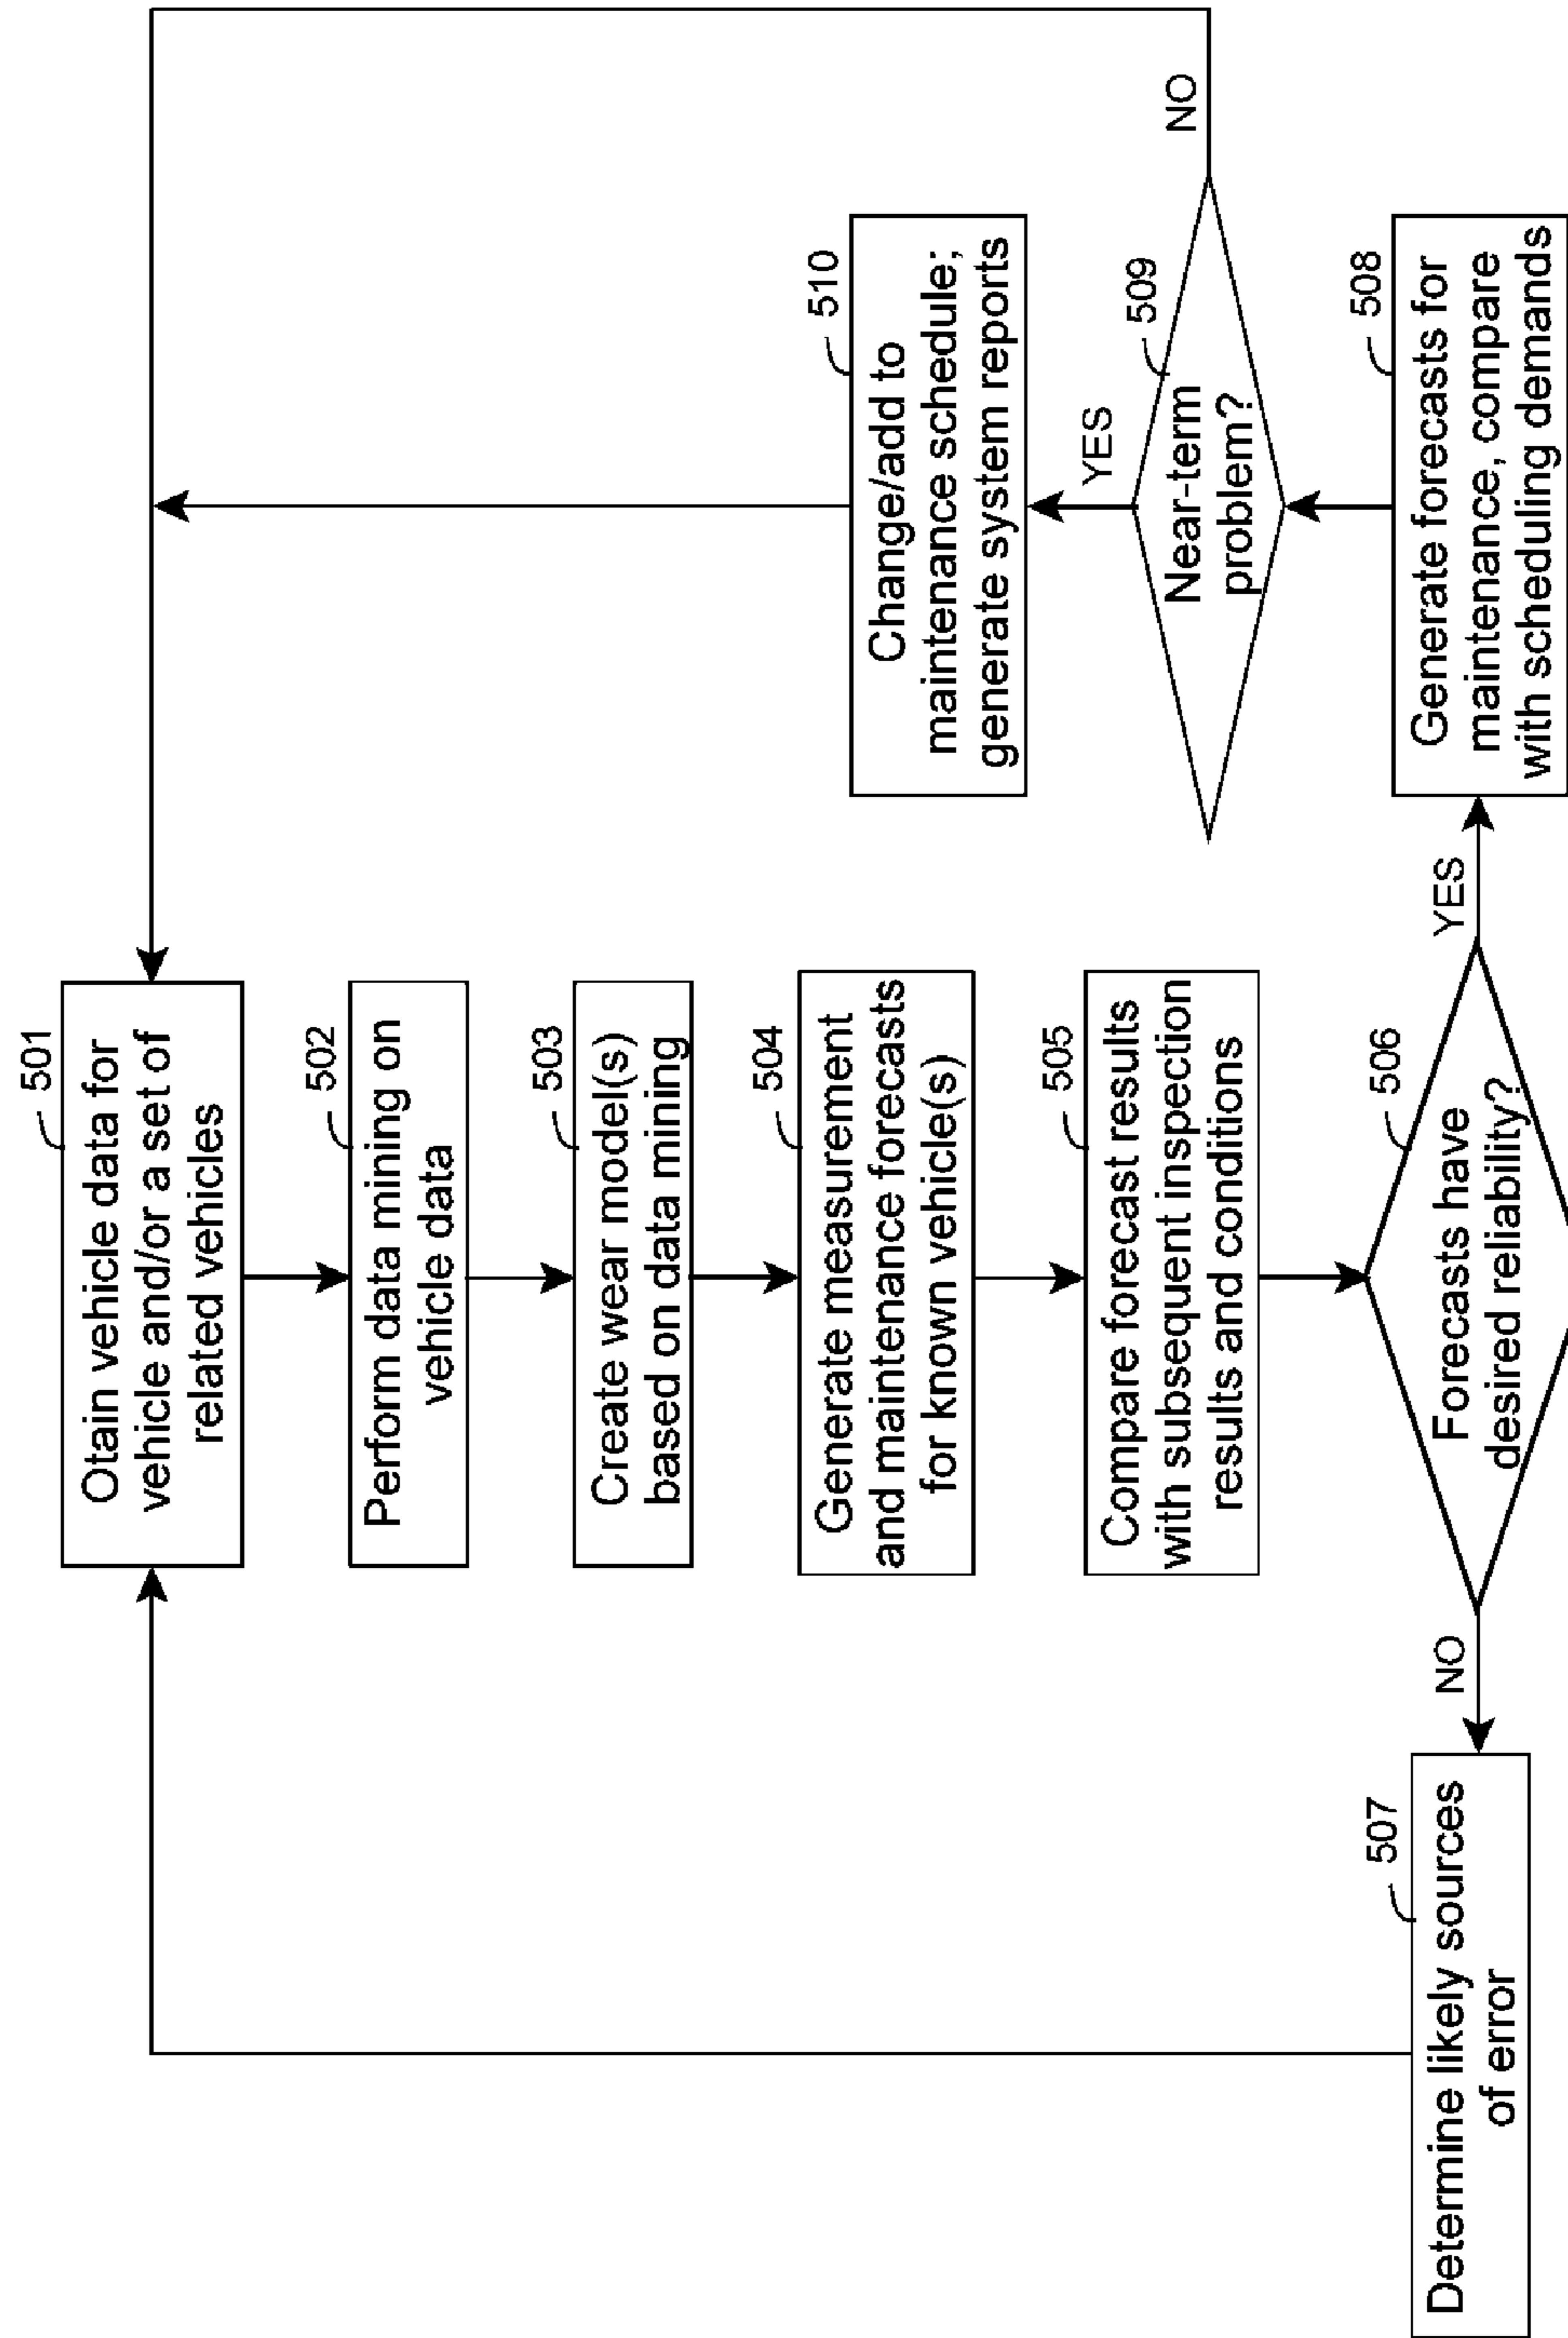 501
Otain vehicle data for
vehicle and/or a set of
related vehicles
502
Perform data mining on
vehicle data
503
Create wear model(s)
based on data mining
504
Generate measurement
and maintenance forecasts
for known vehicle(s)
505
Compare forecast results
with subsequent inspection
results and conditions
506
Forecasts have
desired reliability?
NO
YES
507
Determine likely sources
of error
508
Generate forecasts for
maintenance, compare
with scheduling demands
509
Near-term
problem?
YES
NO
510
Change/add to
maintenance schedule;
generate system reports